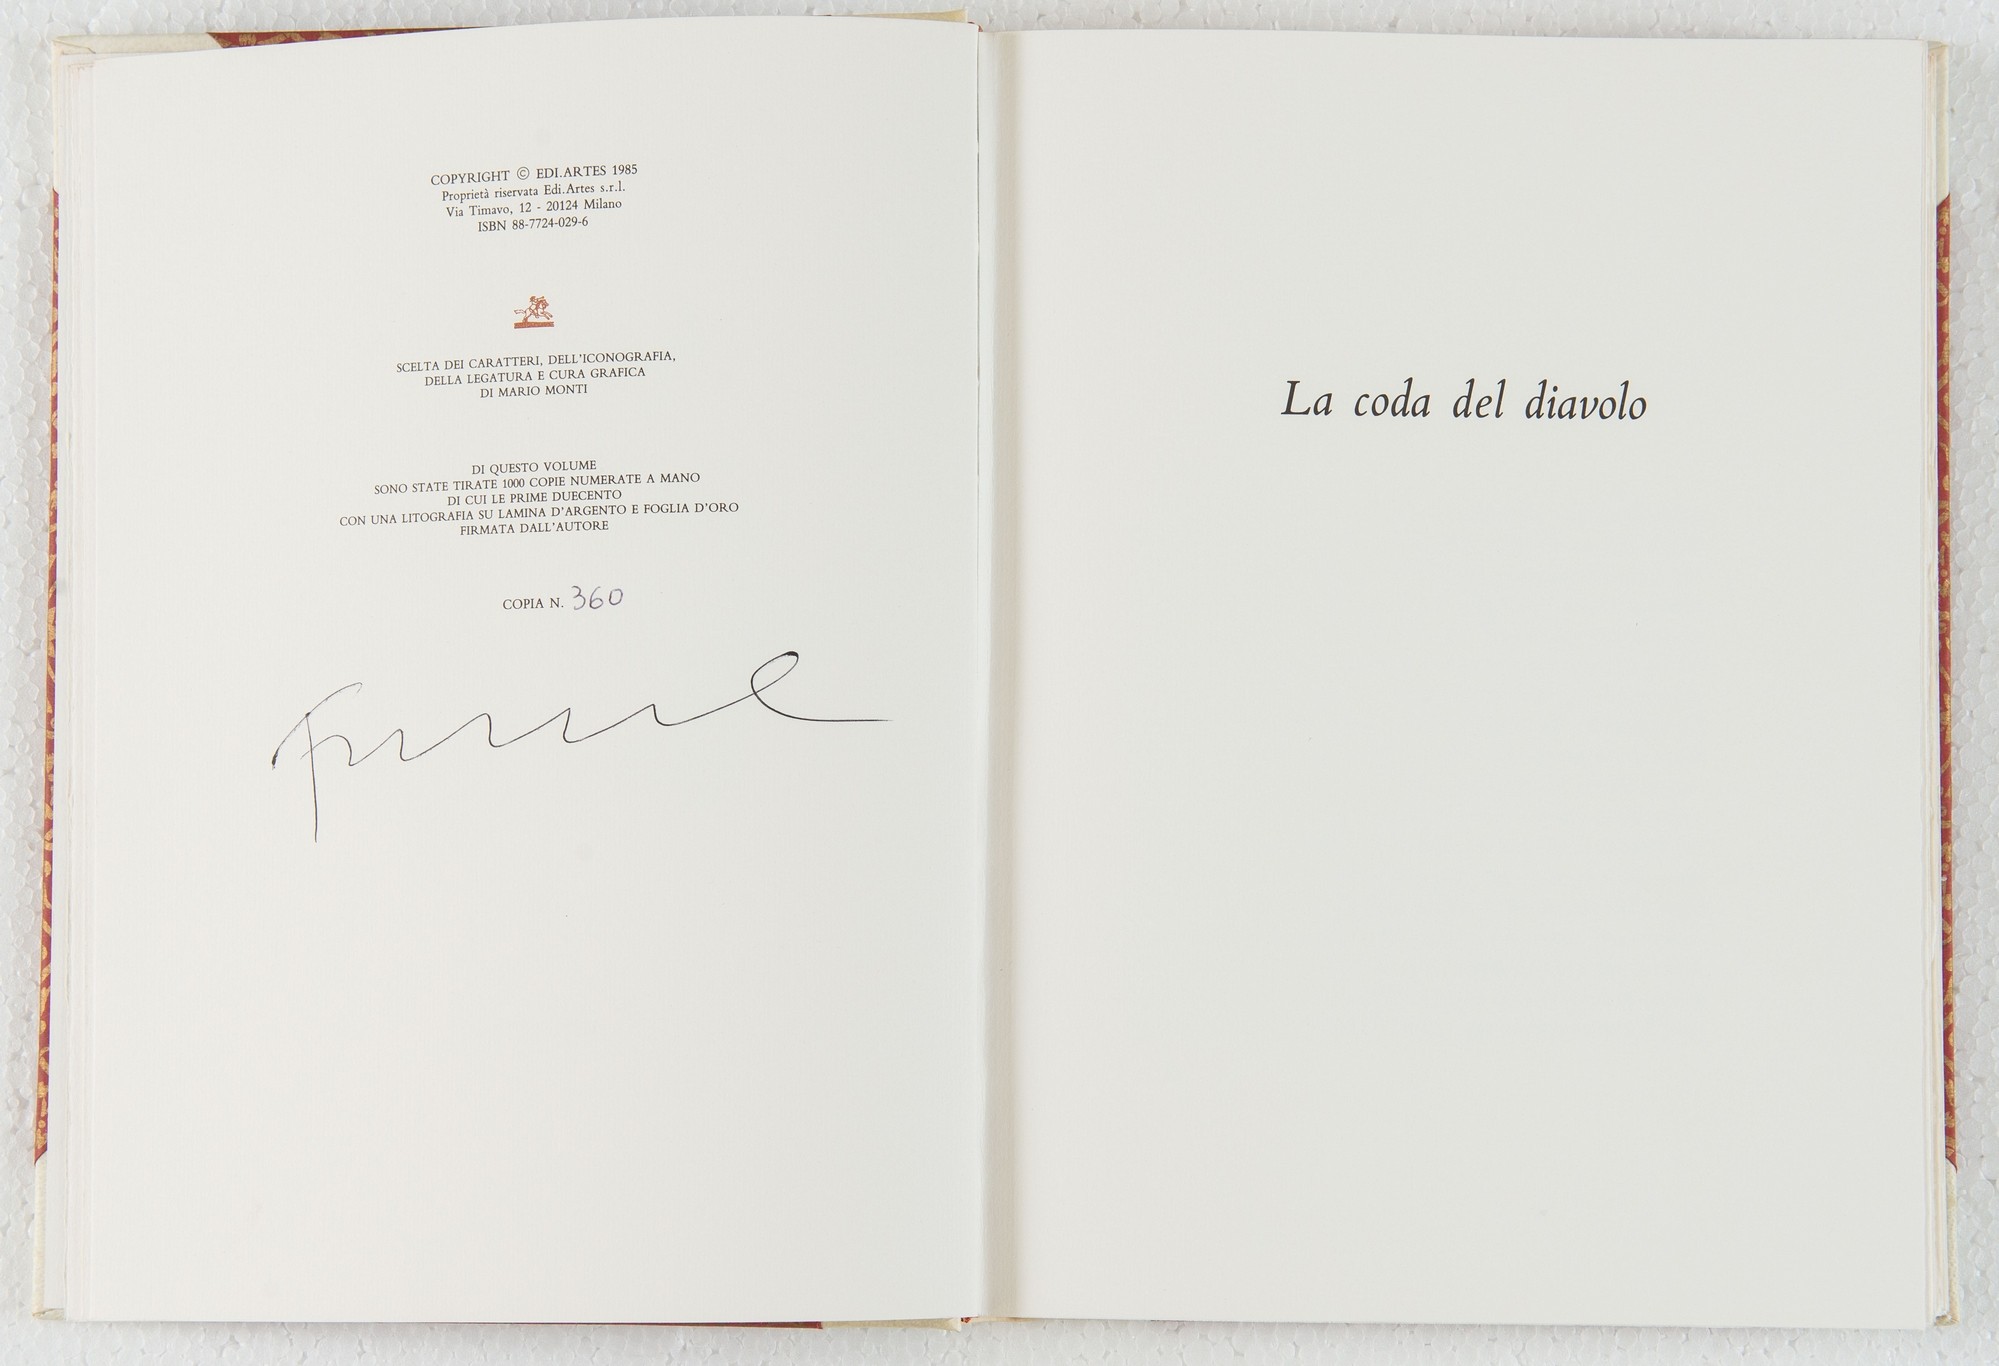 COPYRIGHT © EDI.ARTES 1985
Proprietà riservata Edi.Artes s.r.l.
Via Timavo, 12 - 20124 Milano
ISBN 88-7724-029-6
SCELTA DEI CARATTERI, DELL'ICONOGRAFIA,
DELLA LEGATURA E CURA GRAFICA
DI MARIO MONTI
DI QUESTO VOLUME
SONO STATE TIRATE 1000 COPIE NUMERATE A MANO
DI CUI LE PRIME DUECENTO
CON UNA LITOGRAFIA SU LAMINA D'ARGENTO E FOGLIA D'ORO
FIRMATA DALL'AUTORE
COPIA N. 360
La coda del diavolo